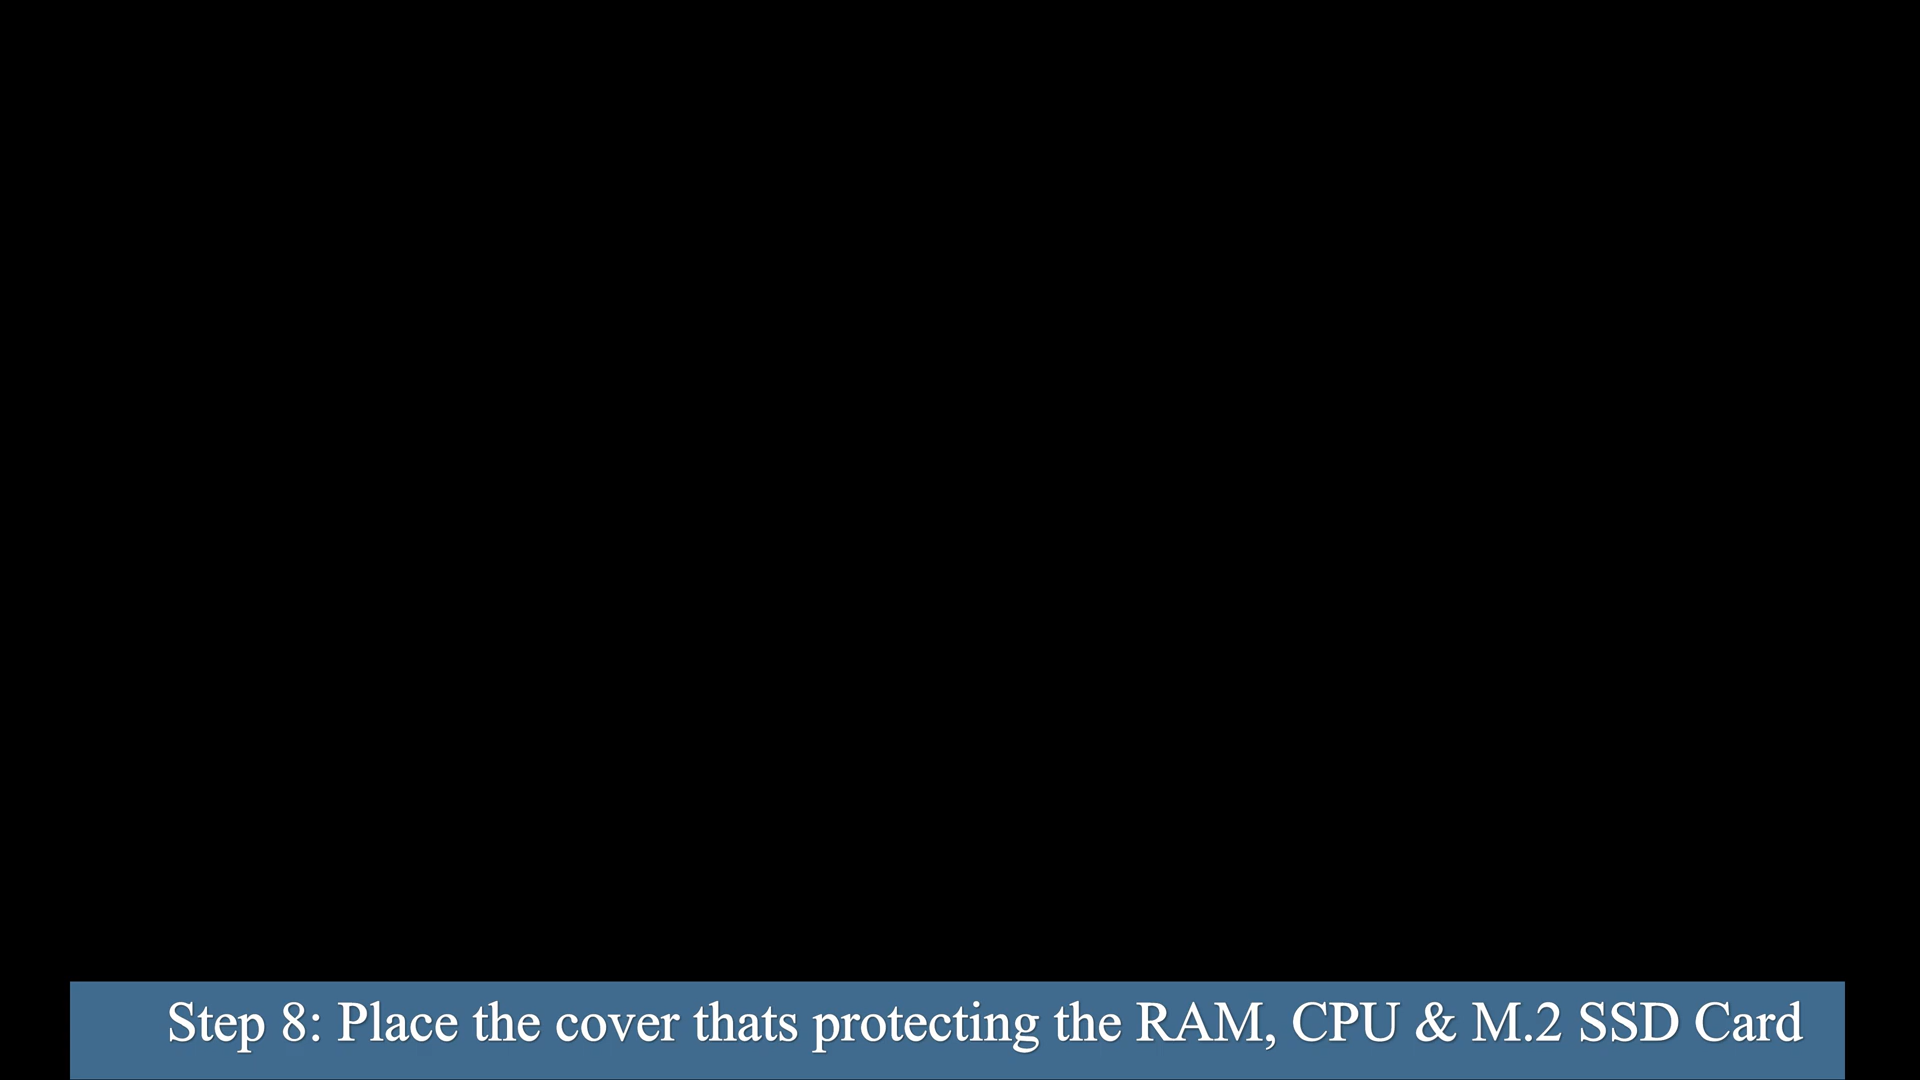 Step 8: Place the cover thats protecting the RAM, CPU & M.2 SSD Card